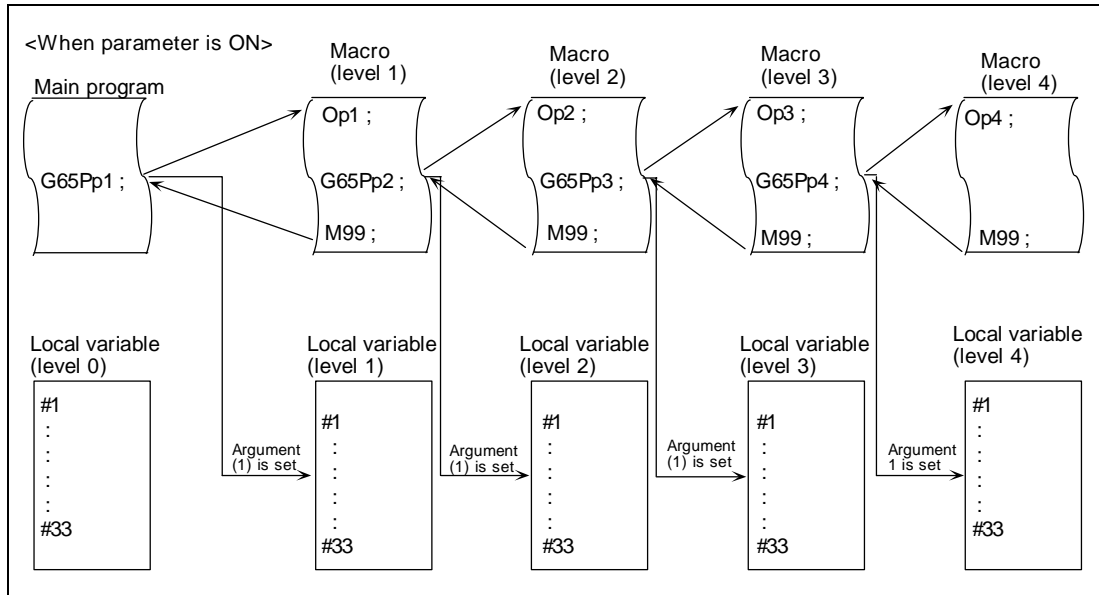 <When parameter is ON>
Main program
G65Pp1 ;
Macro
(level 1)
Op1 ;
G65Pp2 ;
M99 ;
Macro
(level 2)
Op2 ;
G65Pp3 ;
M99 ;
Macro
(level 3)
Op3 ;
G65Pp4 ;
M99 ;
Macro
(level 4)
Op4 ;
M99 ;
Local variable
(level 0)
#1
:
:
:
:
:
#33
Argument
(1) is set
Local variable
(level 1)
#1
:
:
:
:
:
#33
Argument
(1) is set
Local variable
(level 2)
#1
:
:
:
:
:
#33
Argument
(1) is set
Local variable
(level 3)
#1
:
:
:
:
:
#33
Argument
1 is set
Local variable
(level 4)
#1
:
:
:
:
:
#33